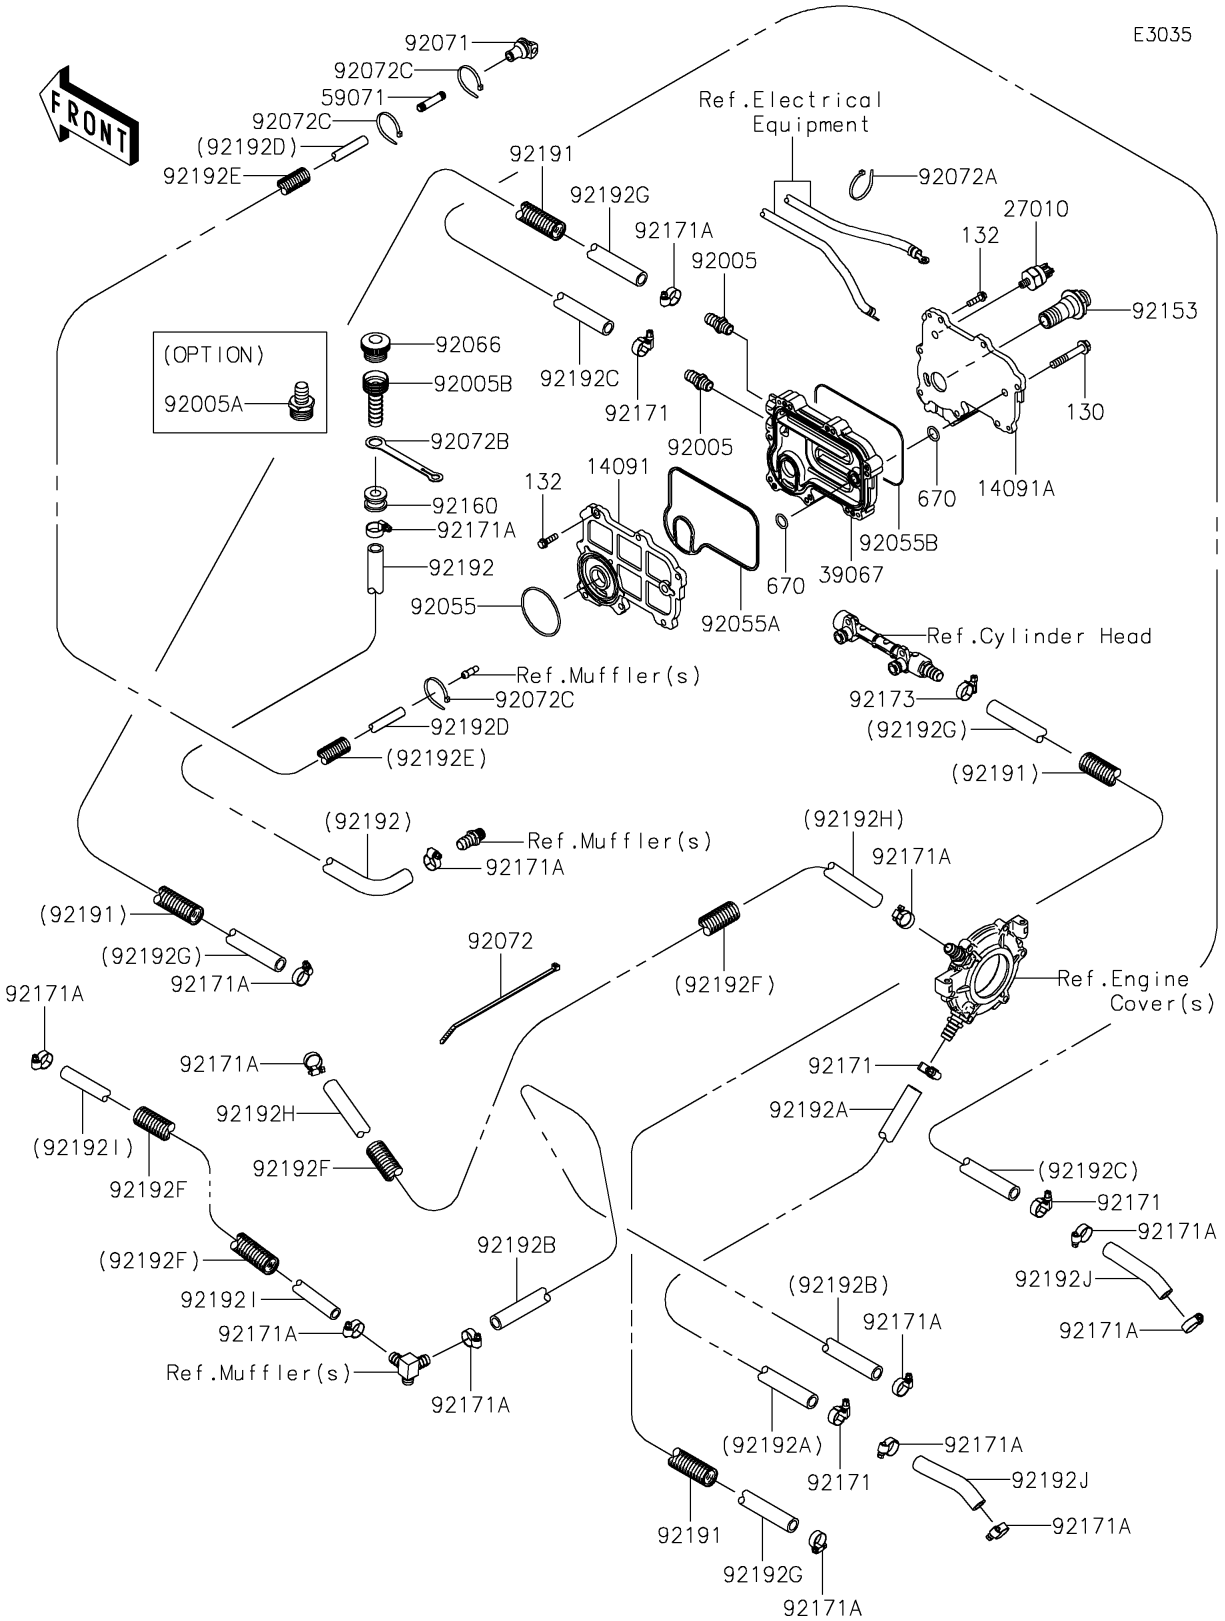 E3035
FRONT
92071
92072C
59071
92072C
(92192D)
92192E
Ref.Electrical
Equipment
92191
92192G
92171A
92005
92072A
27010
132
92153
(OPTION)
92005A
92066
92005B
92072B
92160
92171A
92192
92192C
92171
92005
130
14091
132
670
14091A
92055B
39067
670
92055
92055A
Ref.Cylinder Head
Ref.Muffler(s)
92072C
92192D
(92192E)
92173
(92192G)
(92191)
(92192)
Ref.Muffler(s)
92171A
(92192H)
92171A
(92191)
(92192G)
92171A
92072
(92192F)
Ref.Engine
Cover(s)
92171A
92171A
92192H
92171
92192A
(92192I)
92192F
92192F
(92192C)
92171
92171A
(92192F)
92192B
92192J
92192I
(92192B)
92171A
92171A
92171A
Ref.Muffler(s)
92171A
(92192A)
92171A
92171
92192J
92191
92171A
92192G
92171A